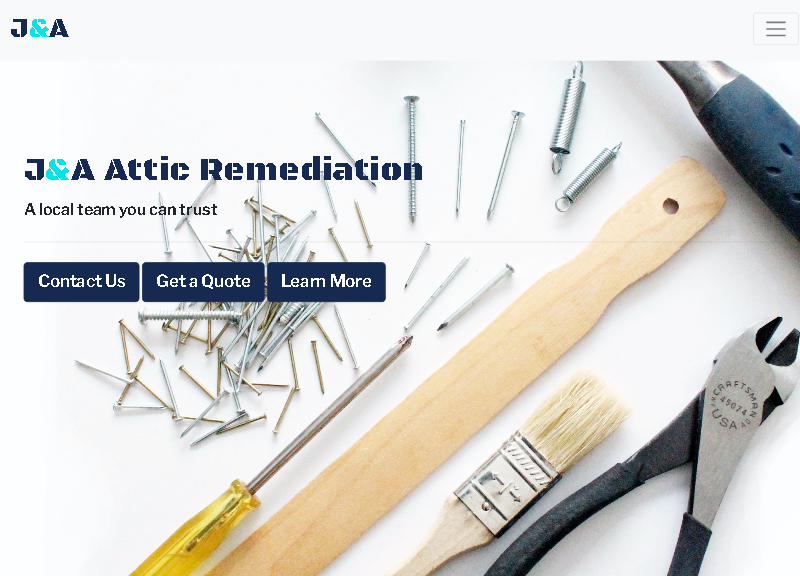 J&A
J&A Attic Remediation
A local team you can trust
Contact Us
Get a Quote
Learn More
CRAFTSMAN
45074
USA